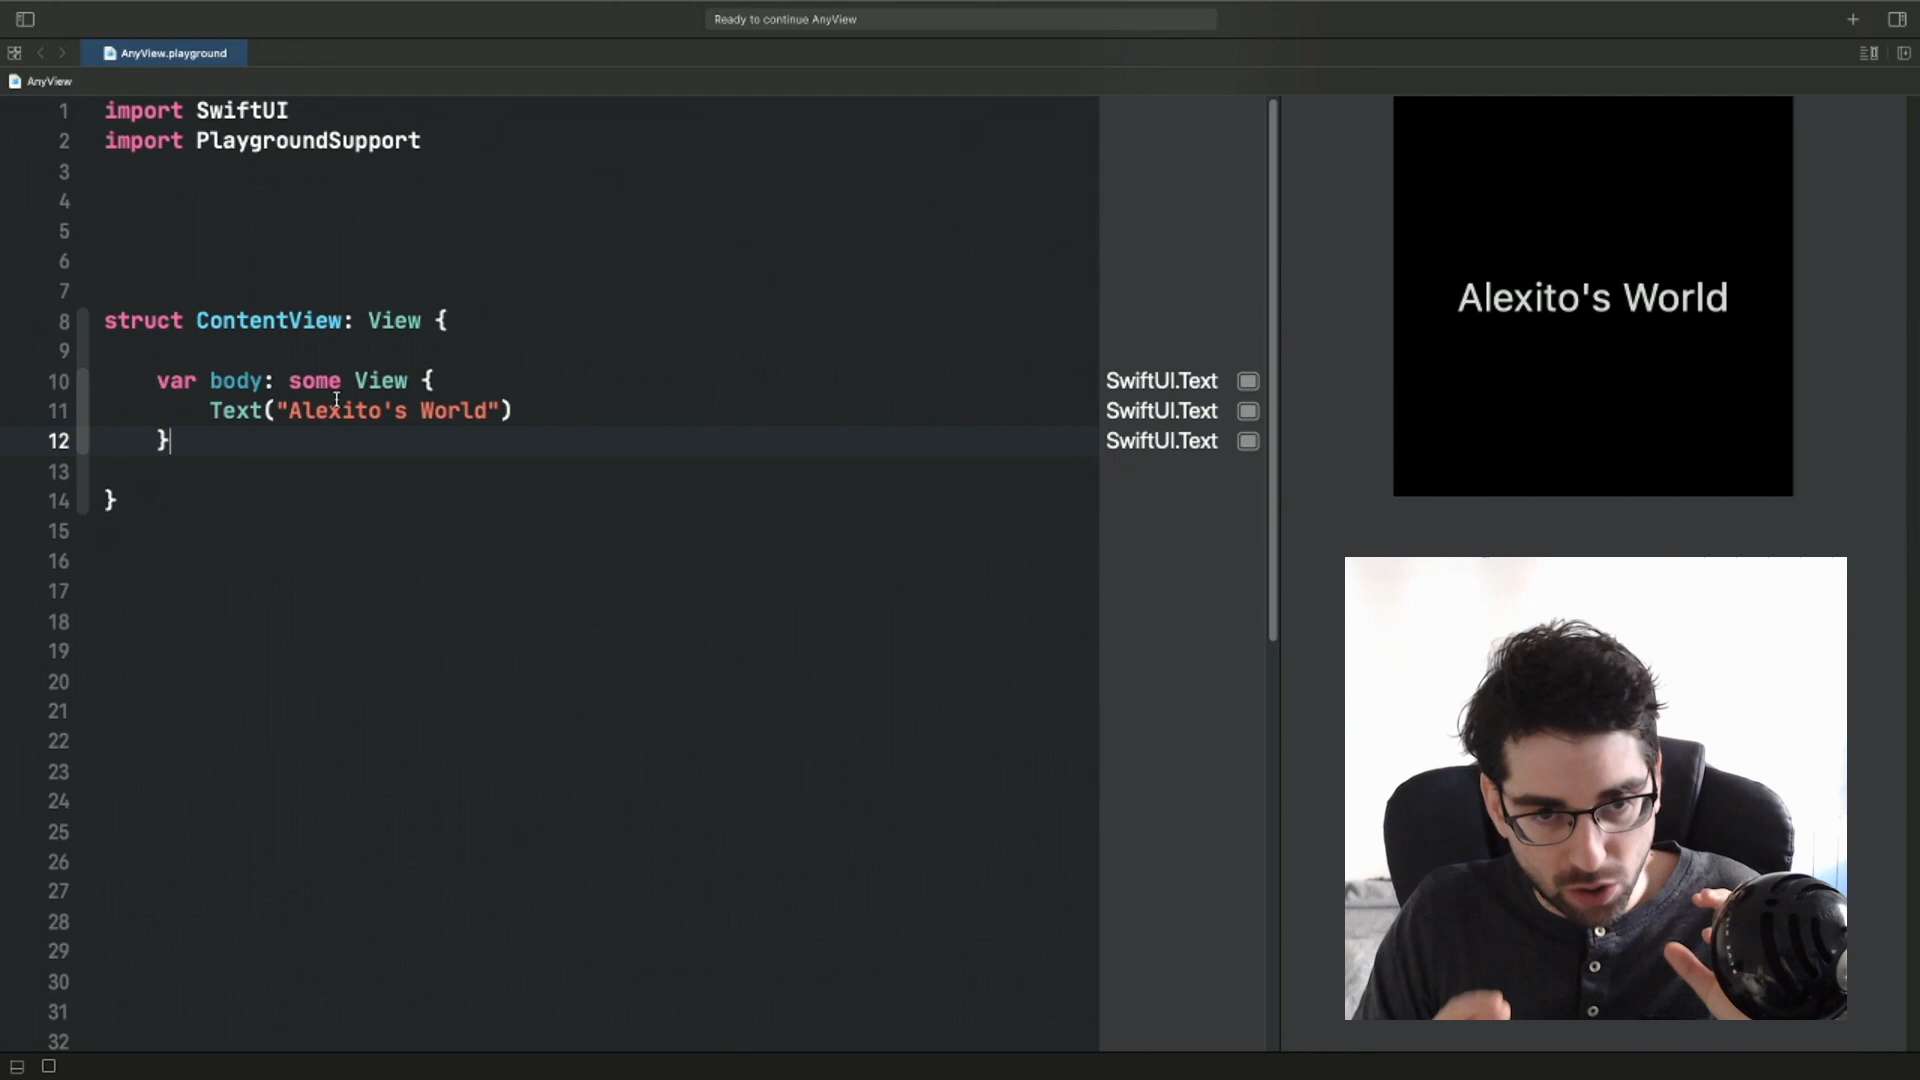 Ready to continue AnyView
AnyView.playground
AnyView
1 import SwiftUI
2 import PlaygroundSupport
3
4
5
6
7
8 struct ContentView: View {
9
10 var body: some View {
11 Text("Alexito's World")
12 }
13
14 }
15
16
17
18
19
20
21
22
23
24
25
26
27
28
29
30
31
32
SwiftUI.Text
SwiftUI.Text
SwiftUI.Text
Alexito's World